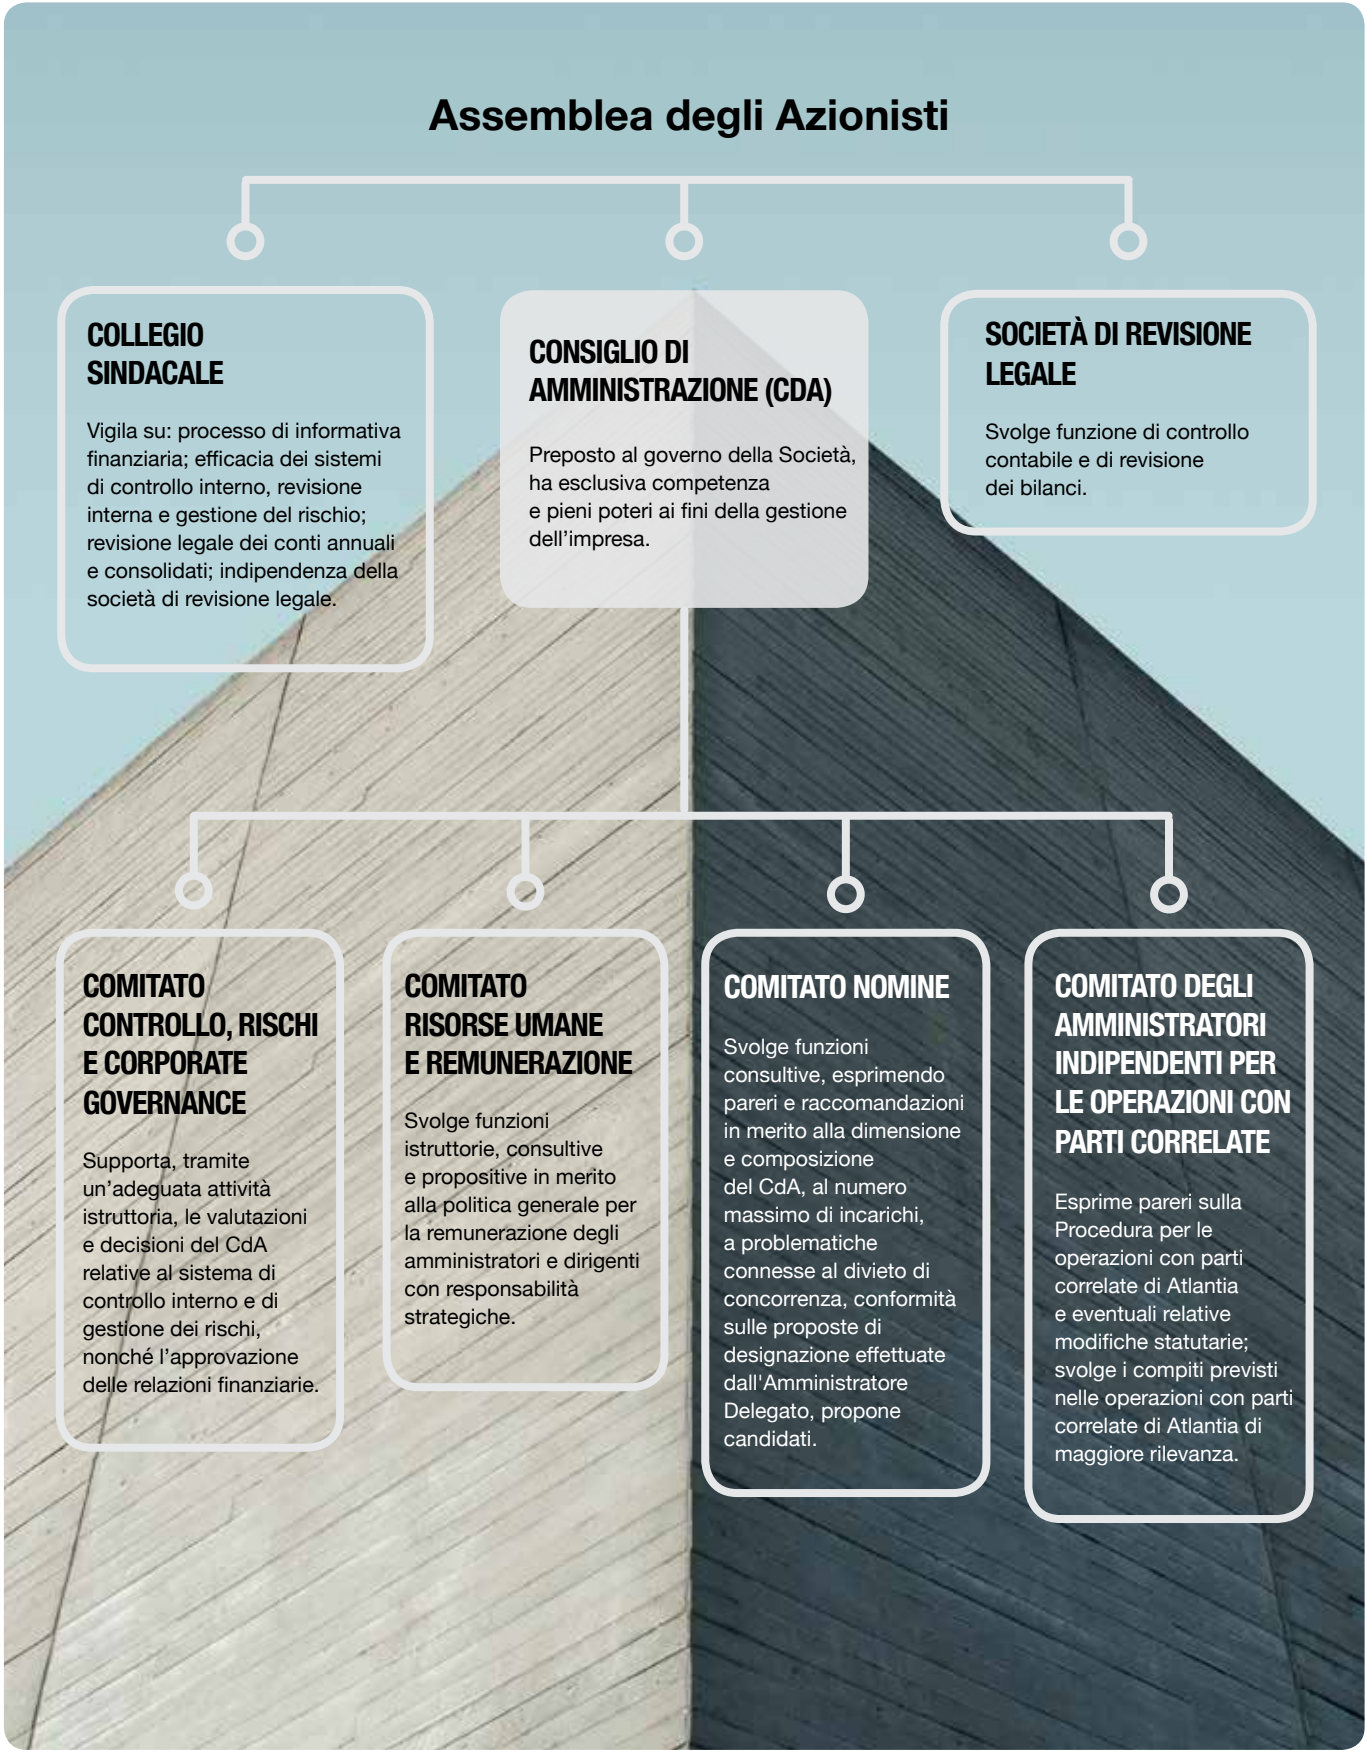 Assemblea degli Azionisti
COLLEGIO
SINDACALE
Vigila su: processo di informativa
finanziaria; efficacia dei sistemi
di controllo interno, revisione
interna e gestione del rischio;
revisione legale dei conti annuali
e consolidati; indipendenza della
società di revisione legale.
CONSIGLIO DI
AMMINISTRAZIONE (CDA)
Preposto al governo della Società,
ha esclusiva competenza
e pieni poteri ai fini della gestione
dell'impresa.
SOCIETÀ DI REVISIONE
LEGALE
Svolge funzione di controllo
contabile e di revisione
dei bilanci.
COMITATO
CONTROLLO, RISCHI
E CORPORATE
GOVERNANCE
Supporta, tramite
un'adeguata attività
istruttoria, le valutazioni
e decisioni del CdA
relative al sistema di
controllo interno e di
gestione dei rischi,
nonché l'approvazione
delle relazioni finanziarie.
COMITATO
RISORSE UMANE
E REMUNERAZIONE
Svolge funzioni
istruttorie, consultive
e propositive in merito
alla politica generale per
la remunerazione degli
amministratori e dirigenti
con responsabilità
strategiche.
COMITATO NOMINE
Svolge funzioni
consultive, esprimendo
pareri e raccomandazioni
in merito alla dimensione
e composizione
del CdA, al numero
massimo di incarichi,
a problematiche
connesse al divieto di
concorrenza, conformità
sulle proposte di
designazione effettuate
dall'Amministratore
Delegato, propone
candidati.
COMITATO DEGLI
AMMINISTRATORI
INDIPENDENTI PER
LE OPERAZIONI CON
PARTI CORRELATE
Esprime pareri sulla
Procedura per le
operazioni con parti
correlate di Atlantia
e eventuali relative
modifiche statutarie;
svolge i compiti previsti
nelle operazioni con parti
correlate di Atlantia di
maggiore rilevanza.